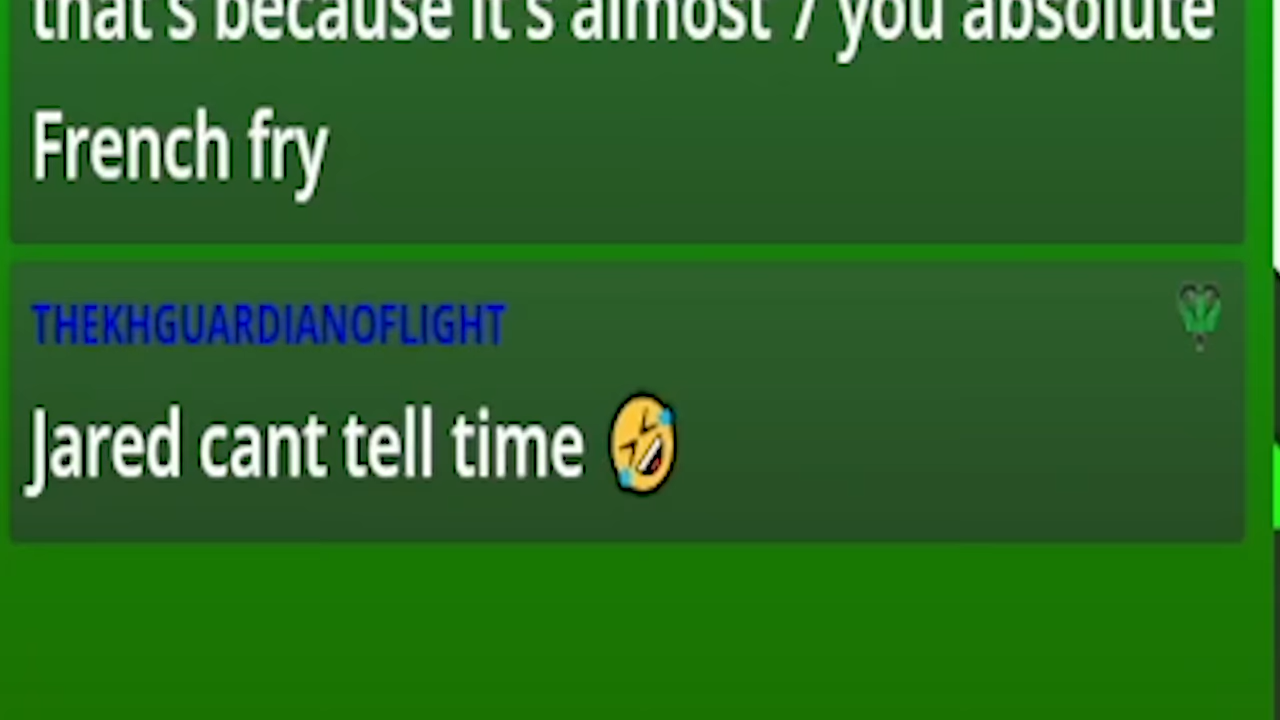 that's because it's almost 7 you absolute
French fry
THEKHGUARDIANOFLIGHT
Jared cant tell time 🤣